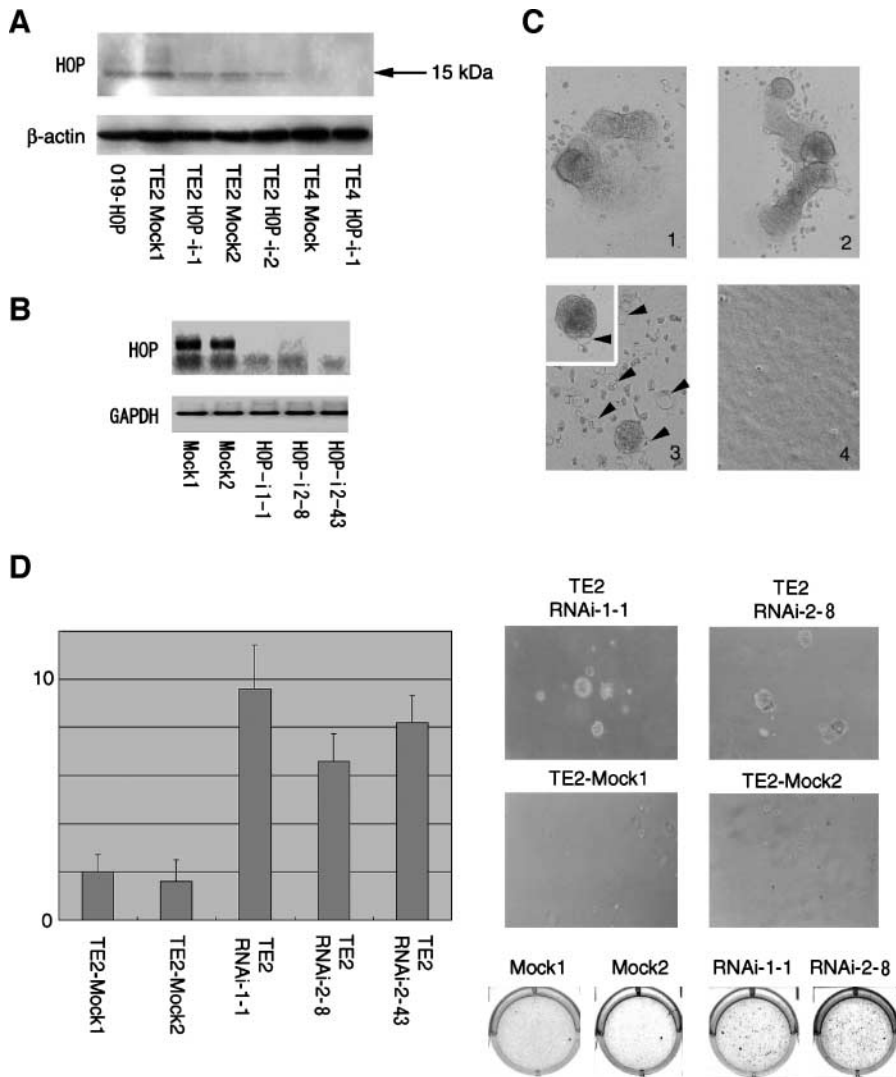 A
HOP
15 kDa
β-actin
019-HOP
TE2 Mock1
TE2 HOP-i-1
TE2 Mock2
TE2 HOP-i-2
TE4 Mock
TE4 HOP-i-1
B
HOP
GAPDH
Mock1
Mock2
HOP-i1-1
HOP-i2-8
HOP-i2-43
C
1
2
3
4
D
10
0
TE2-Mock1
TE2-Mock2
TE2
RNAi-1-1
TE2
RNAi-2-8
TE2
RNAi-2-43
TE2
RNAi-1-1
TE2
RNAi-2-8
TE2-Mock1
TE2-Mock2
Mock1
Mock2
RNAi-1-1
RNAi-2-8